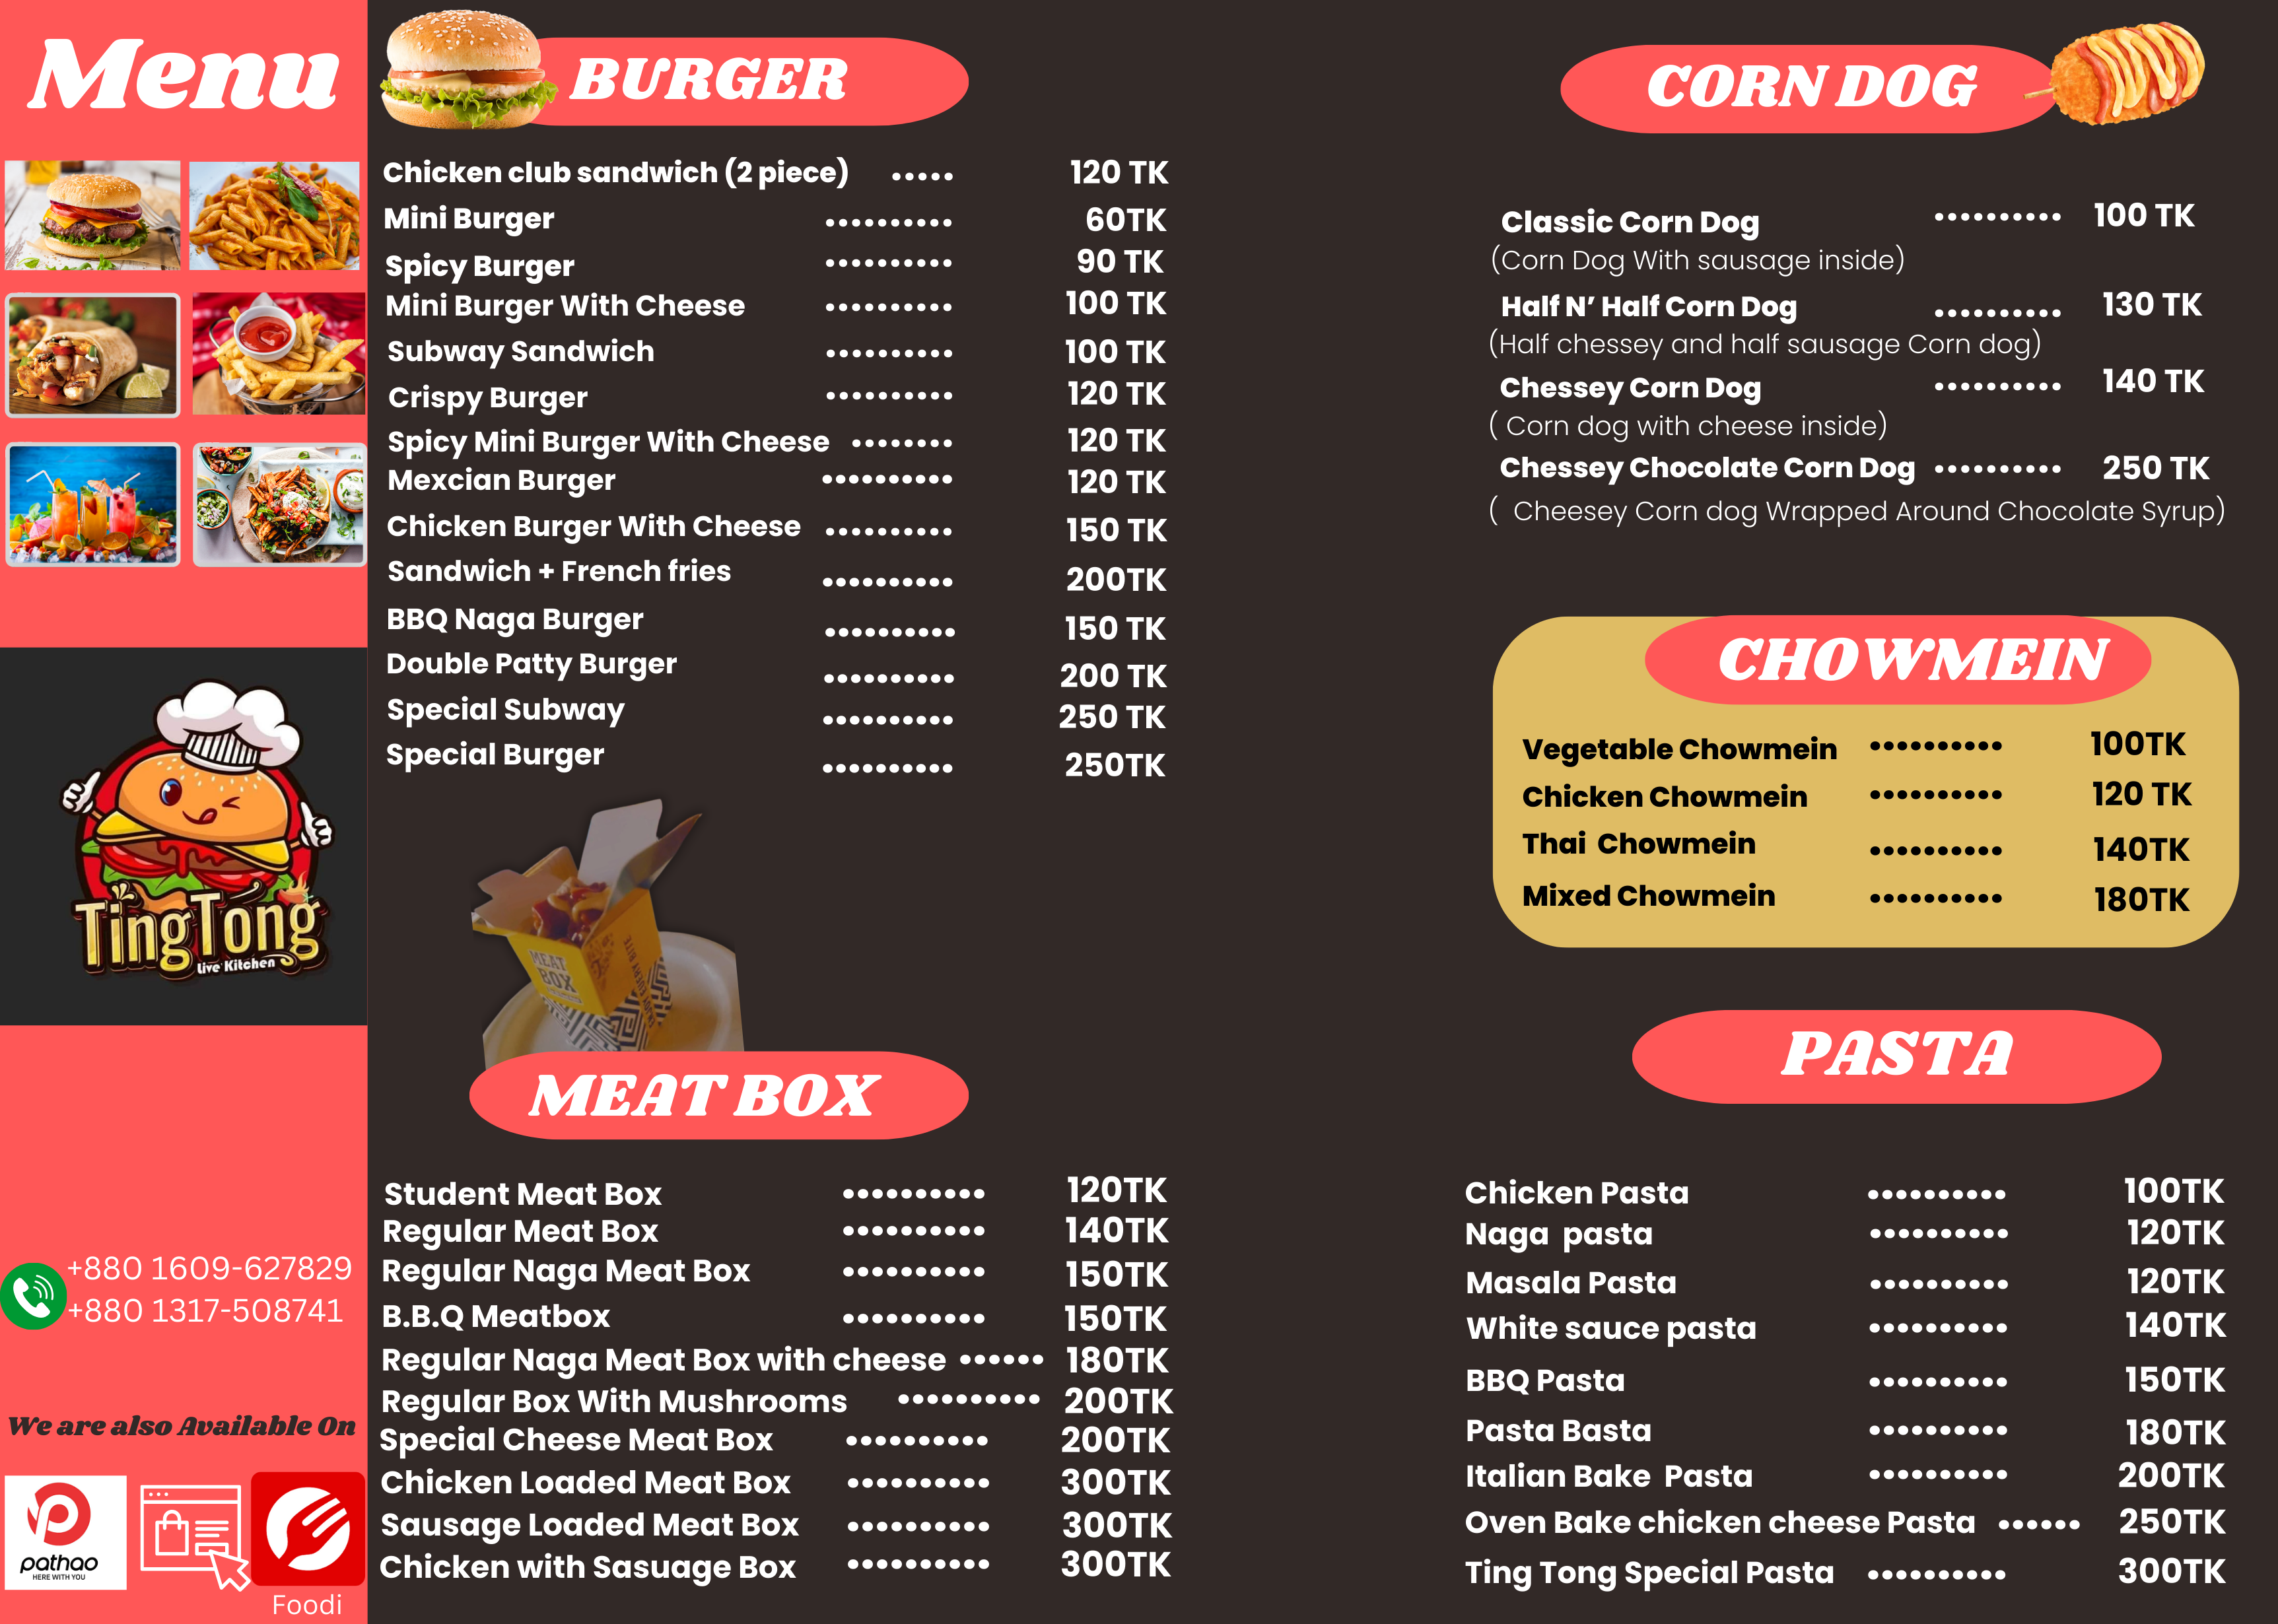 Menu
TingTong
Live Kitchen
+880 1609-627829
+880 1317-508741
We are also Available On
pathao
HERE WITH YOU
Foodi
BURGER
Chicken club sandwich (2 piece) ..... 120 TK
Mini Burger .......... 60TK
Spicy Burger .......... 90 TK
Mini Burger With Cheese .......... 100 TK
Subway Sandwich .......... 100 TK
Crispy Burger .......... 120 TK
Spicy Mini Burger With Cheese ........ 120 TK
Mexcian Burger .......... 120 TK
Chicken Burger With Cheese .......... 150 TK
Sandwich + French fries .......... 200TK
BBQ Naga Burger .......... 150 TK
Double Patty Burger .......... 200 TK
Special Subway .......... 250 TK
Special Burger .......... 250TK
MEAT
BOX
MEAT BOX
Student Meat Box .......... 120TK
Regular Meat Box .......... 140TK
Regular Naga Meat Box .......... 150TK
B.B.Q Meatbox .......... 150TK
Regular Naga Meat Box with cheese ...... 180TK
Regular Box With Mushrooms .......... 200TK
Special Cheese Meat Box .......... 200TK
Chicken Loaded Meat Box .......... 300TK
Sausage Loaded Meat Box .......... 300TK
Chicken with Sasuage Box .......... 300TK
CORN DOG
Classic Corn Dog .......... 100 TK
(Corn Dog With sausage inside)
Half N’ Half Corn Dog .......... 130 TK
(Half chessey and half sausage Corn dog)
Chessey Corn Dog .......... 140 TK
( Corn dog with cheese inside)
Chessey Chocolate Corn Dog .......... 250 TK
( Cheesey Corn dog Wrapped Around Chocolate Syrup)
CHOWMEIN
Vegetable Chowmein .......... 100TK
Chicken Chowmein .......... 120 TK
Thai Chowmein .......... 140TK
Mixed Chowmein .......... 180TK
PASTA
Chicken Pasta .......... 100TK
Naga pasta .......... 120TK
Masala Pasta .......... 120TK
White sauce pasta .......... 140TK
BBQ Pasta .......... 150TK
Pasta Basta .......... 180TK
Italian Bake Pasta .......... 200TK
Oven Bake chicken cheese Pasta ...... 250TK
Ting Tong Special Pasta .......... 300TK